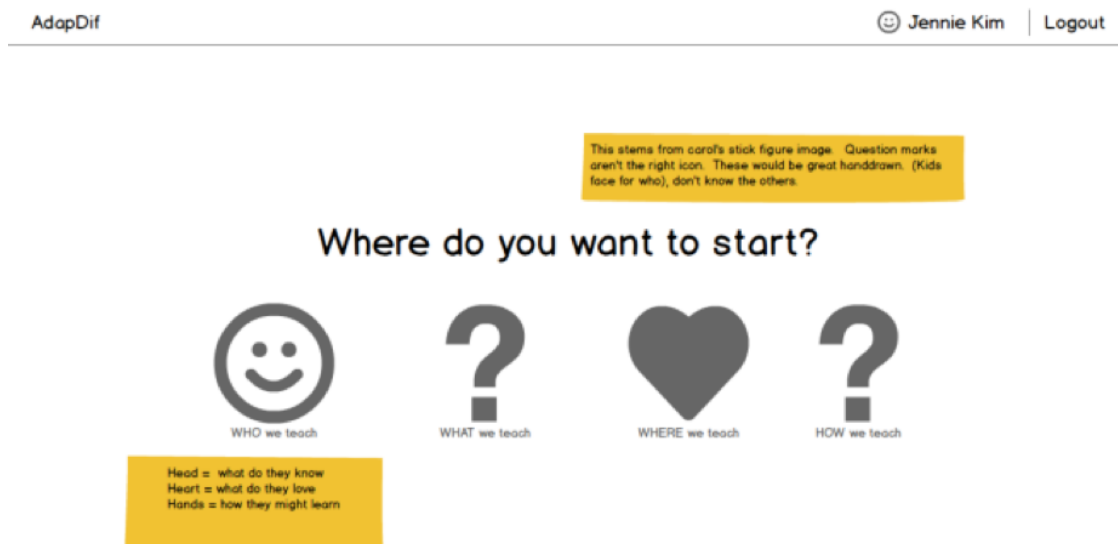 AdapDif
Jennie Kim
Logout
This stems from carol's stick figure image. Question marks
aren't the right icon. These would be great handdrawn. (Kids
face for who), don't know the others.
Where do you want to start?
WHO we teach
WHAT we teach
WHERE we teach
HOW we teach
Head = what do they know
Heart = what do they love
Hands = how they might learn